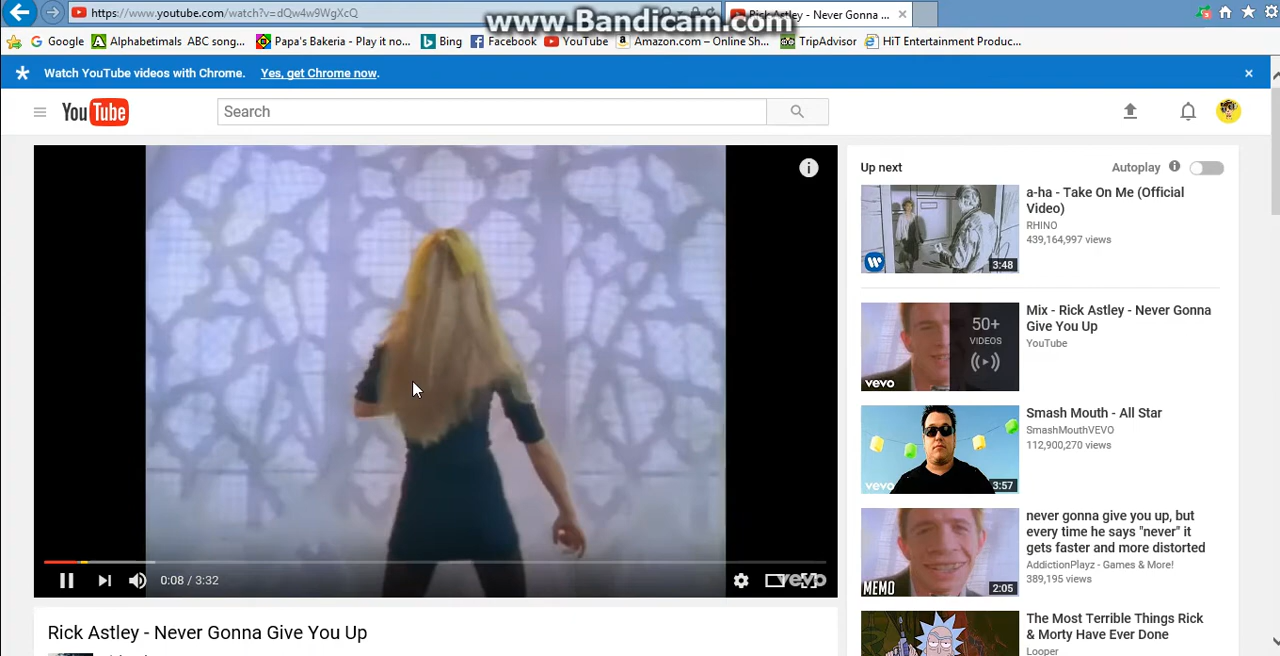 https://www.youtube.com/watch?v=dQw4w9WgXcQ
www.Bandicam.com
Rick Astley - Never Gonna ...
Google
Alphabetimals ABC song...
Papa's Bakeria - Play it no...
Bing
Facebook
YouTube
Amazon.com – Online Sh...
TripAdvisor
HiT Entertainment Produc...
Watch YouTube videos with Chrome. Yes, get Chrome now.
YouTube
Search
Up next
Autoplay
a-ha - Take On Me (Official
Video)
RHINO
439,164,997 views
3:48
Mix - Rick Astley - Never Gonna
Give You Up
YouTube
50+
VIDEOS
vevo
Smash Mouth - All Star
SmashMouthVEVO
112,900,270 views
vevo
3:57
never gonna give you up, but
every time he says "never" it
gets faster and more distorted
AddictionPlayz - Games & More!
389,195 views
MEMO
2:05
The Most Terrible Things Rick
& Morty Have Ever Done
Looper
0:08 / 3:32
vevo
Rick Astley - Never Gonna Give You Up